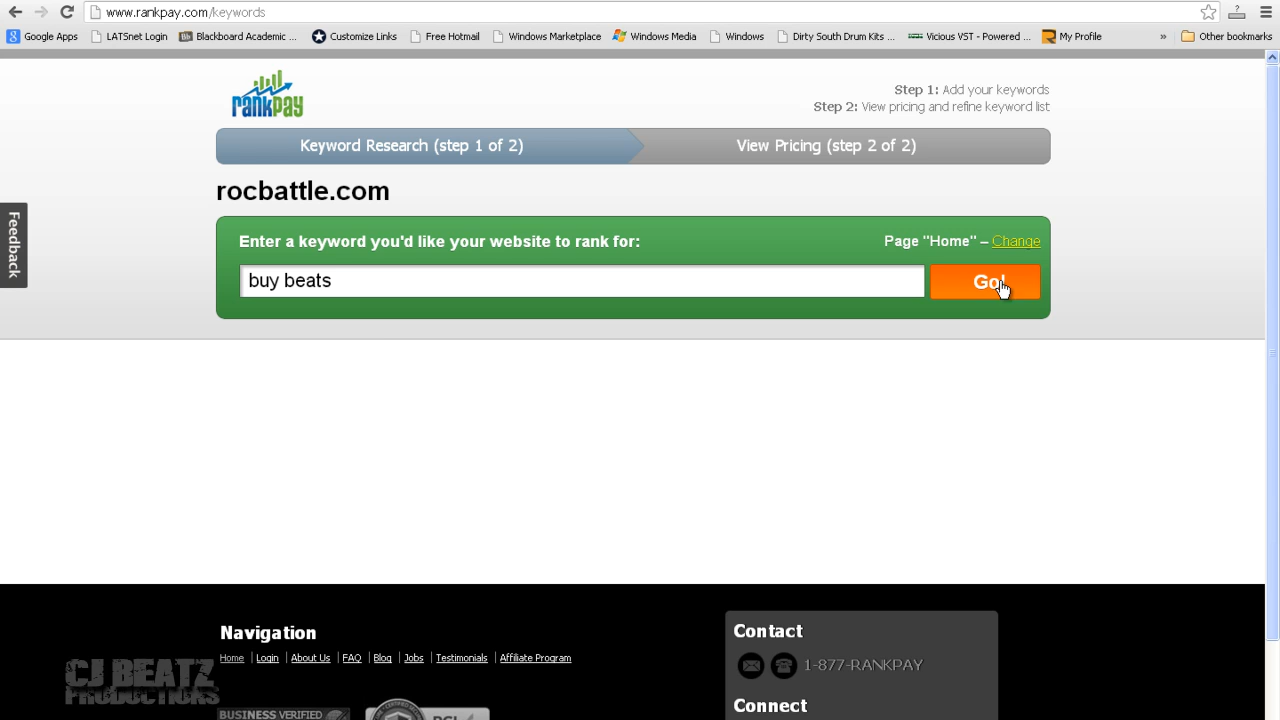 www.rankpay.com/keywords
Google Apps LATSnet Login Bb Blackboard Academic ... Customize Links Free Hotmail Windows Marketplace Windows Media Windows Dirty South Drum Kits ... Vicious VST - Powered ... My Profile » Other bookmarks
rankpay
Step 1: Add your keywords
Step 2: View pricing and refine keyword list
Keyword Research (step 1 of 2) View Pricing (step 2 of 2)
rocbattle.com
Feedback
Enter a keyword you'd like your website to rank for: Page "Home" – Change
buy beats Go!
Navigation
Home Login About Us FAQ Blog Jobs Testimonials Affiliate Program
Contact
1-877-RANKPAY
Connect
CJ BEATZ
PRODUCTIONS
BUSINESS VERIFIED